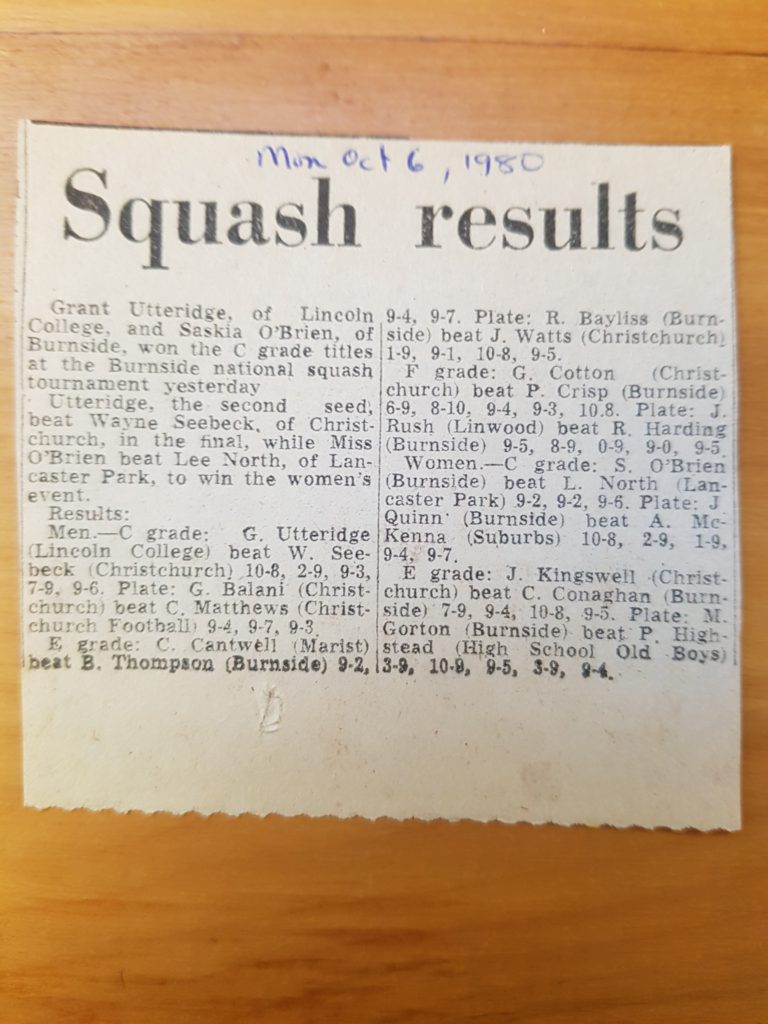 Mon Oct 6, 1980
Squash results
Grant Utteridge, of Lincoln
College, and Saskia O'Brien, of
Burnside, won the C grade titles
at the Burnside national squash
tournament yesterday
Utteridge, the second seed,
beat Wayne Seebeck, of Christ-
church, in the final, while Miss
O'Brien beat Lee North, of Lan-
caster Park, to win the women's
event.
Results:
Men.—C grade: G. Utteridge
(Lincoln College) beat W. See-
beck (Christchurch) 10-8, 2-9, 9-3,
7-9, 9-6. Plate: G. Balani (Christ-
church) beat C. Matthews (Christ-
church Football) 9-4, 9-7, 9-3.
E grade: C. Cantwell (Marist)
beat B. Thompson (Burnside) 9-2,
9-4, 9-7. Plate: R. Bayliss (Burn-
side) beat J. Watts (Christchurch)
1-9, 9-1, 10-8, 9-5.
F grade: G. Cotton (Christ-
church) beat P. Crisp (Burnside)
6-9, 8-10, 9-4, 9-3, 10.8. Plate: J.
Rush (Linwood) beat R. Harding
(Burnside) 9-5, 8-9, 0-9, 9-0, 9-5.
Women.—C grade: S. O'Brien
(Burnside) beat L. North (Lan-
caster Park) 9-2, 9-2, 9-6. Plate: J
Quinn (Burnside) beat A. Mc-
Kenna (Suburbs) 10-8, 2-9, 1-9,
9-4, 9-7.
E grade: J. Kingswell (Christ-
church) beat C. Conaghan (Burn-
side) 7-9, 9-4, 10-8, 9-5. Plate: M.
Gorton (Burnside) beat P. High-
stead (High School Old Boys)
3-9, 10-9, 9-5, 3-9, 9-4.